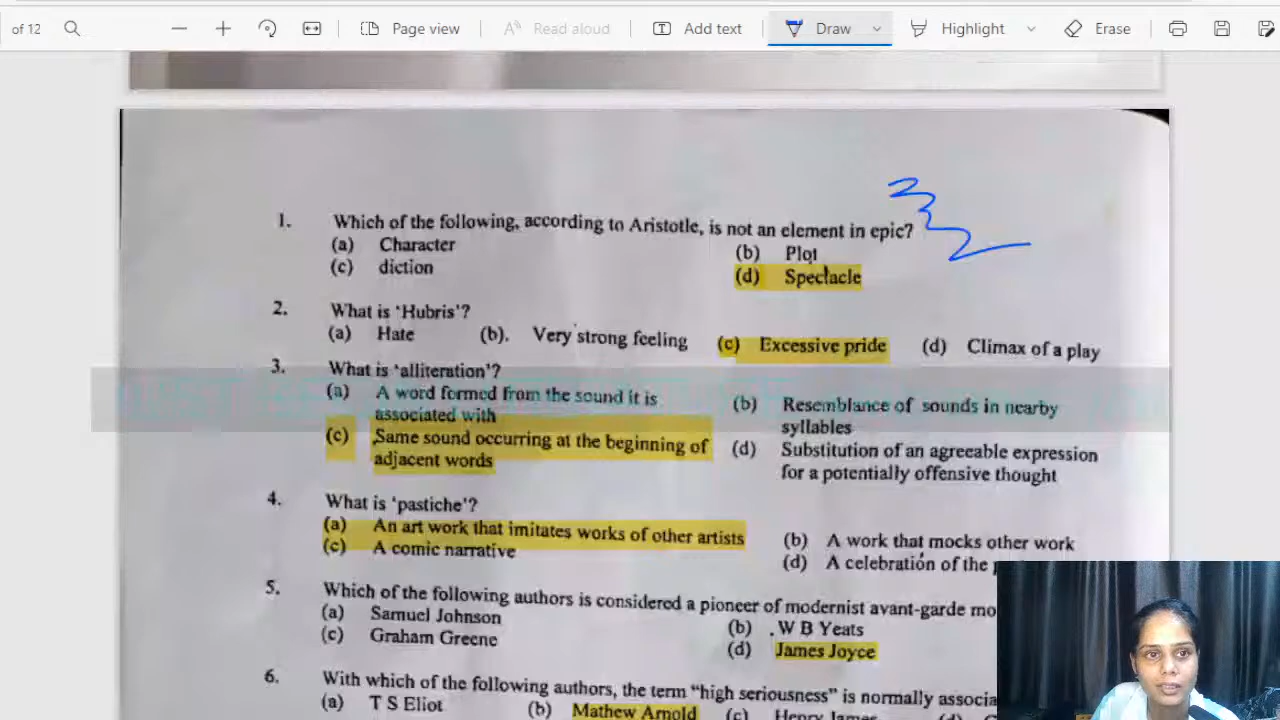 of 12 Page view Read aloud Add text Draw Highlight Erase
1. Which of the following, according to Aristotle, is not an element in epic?
(a) Character (b) Plot
(c) diction (d) Spectacle
2. What is 'Hubris'?
(a) Hate (b). Very strong feeling (c) Excessive pride (d) Climax of a play
3. What is 'alliteration'?
(a) A word formed from the sound it is (b) Resemblance of sounds in nearby
associated with syllables
(c) Same sound occurring at the beginning of (d) Substitution of an agreeable expression
adjacent words for a potentially offensive thought
4. What is 'pastiche'?
(a) An art work that imitates works of other artists (b) A work that mocks other work
(c) A comic narrative (d) A celebration of the
5. Which of the following authors is considered a pioneer of modernist avant-garde mo
(a) Samuel Johnson (b) . W B Yeats
(c) Graham Greene (d) James Joyce
6. With which of the following authors, the term "high seriousness" is normally associa
(a) T S Eliot (b) Mathew Arnold (c) Henry James